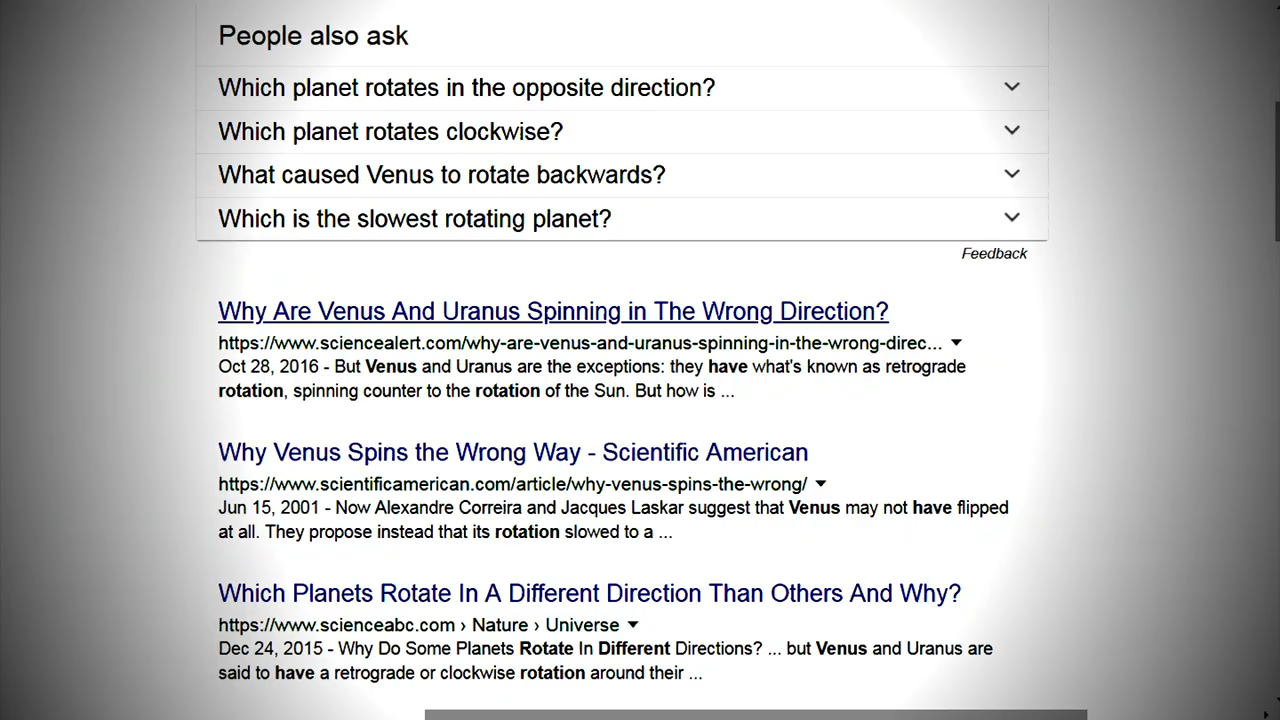 People also ask
Which planet rotates in the opposite direction?
Which planet rotates clockwise?
What caused Venus to rotate backwards?
Which is the slowest rotating planet?
Feedback
Why Are Venus And Uranus Spinning in The Wrong Direction?
https://www.sciencealert.com/why-are-venus-and-uranus-spinning-in-the-wrong-direc...
Oct 28, 2016 - But Venus and Uranus are the exceptions: they have what's known as retrograde
rotation, spinning counter to the rotation of the Sun. But how is ...
Why Venus Spins the Wrong Way - Scientific American
https://www.scientificamerican.com/article/why-venus-spins-the-wrong/
Jun 15, 2001 - Now Alexandre Correira and Jacques Laskar suggest that Venus may not have flipped
at all. They propose instead that its rotation slowed to a ...
Which Planets Rotate In A Different Direction Than Others And Why?
https://www.scienceabc.com › Nature › Universe
Dec 24, 2015 - Why Do Some Planets Rotate In Different Directions? ... but Venus and Uranus are
said to have a retrograde or clockwise rotation around their ...